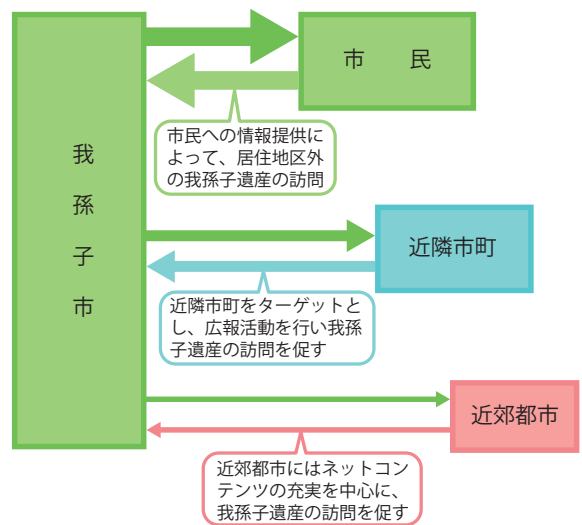 我孫子市
市　民
市民への情報提供に
よって、居住地区外
の我孫子遺産の訪問
近隣市町
近隣市町をターゲットと
し、広報活動を行い我孫
子遺産の訪問を促す
近郊都市
近郊都市にはネットコン
テンツの充実を中心に、
我孫子遺産の訪問を促す